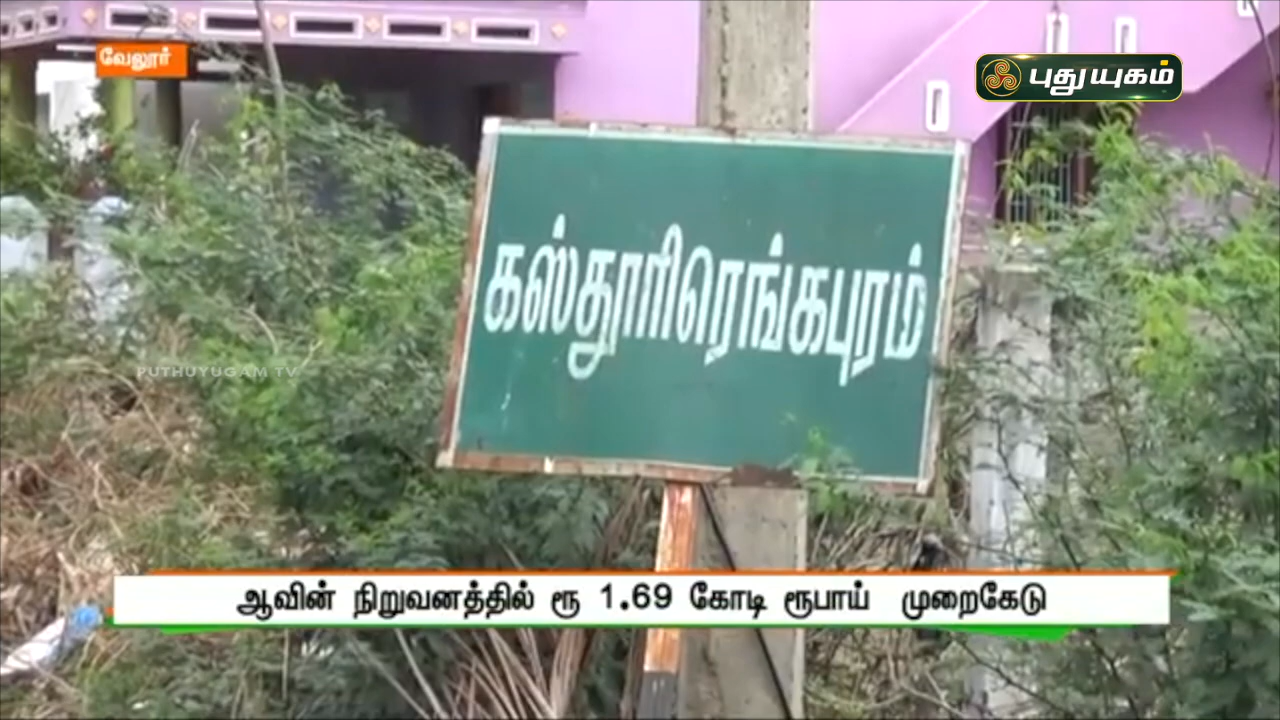 வேலூர்
புதுயுகம்
கஸ்தூரிரெங்கபுரம்
PUTHUYUGAM TV
ஆவின் நிறுவனத்தில் ரூ 1.69 கோடி ரூபாய் முறைகேடு